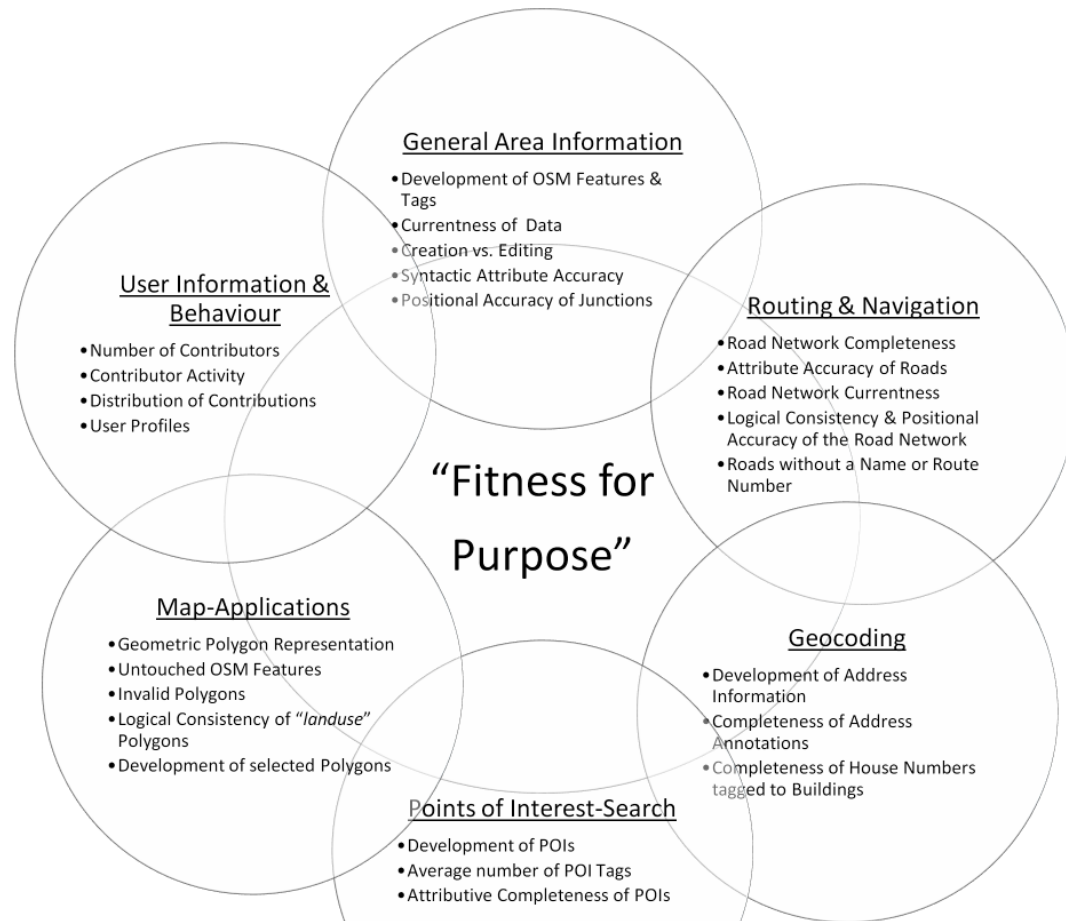 General Area Information
•Development of OSM Features &
Tags
•Currentness of Data
•Creation vs. Editing
•Syntactic Attribute Accuracy
•Positional Accuracy of Junctions
User Information &
Behaviour
•Number of Contributors
•Contributor Activity
•Distribution of Contributions
•User Profiles
Routing & Navigation
•Road Network Completeness
•Attribute Accuracy of Roads
•Road Network Currentness
•Logical Consistency & Positional
Accuracy of the Road Network
•Roads without a Name or Route
Number
“Fitness for
Purpose”
Map-Applications
•Geometric Polygon Representation
•Untouched OSM Features
•Invalid Polygons
•Logical Consistency of “landuse”
Polygons
•Development of selected Polygons
Geocoding
•Development of Address
Information
•Completeness of Address
Annotations
•Completeness of House Numbers
tagged to Buildings
Points of Interest-Search
•Development of POIs
•Average number of POI Tags
•Attributive Completeness of POIs